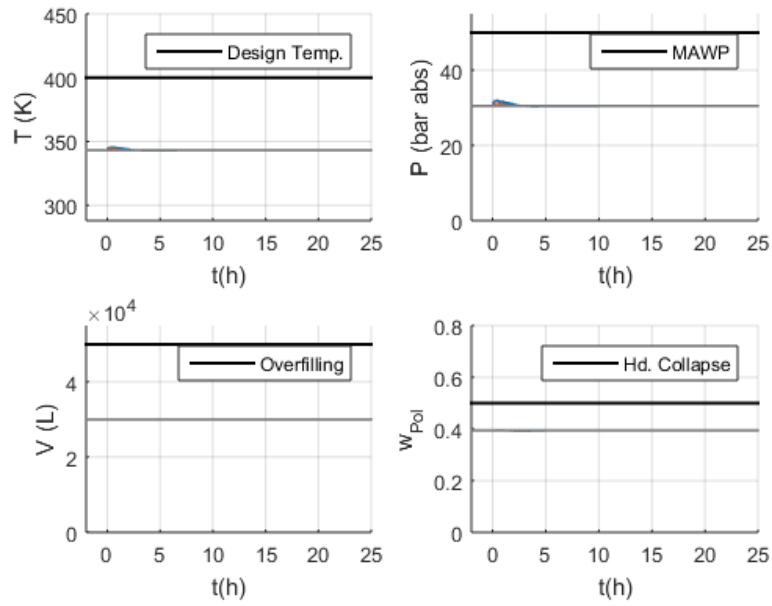 450
400
350
300
T (K)
Design Temp.
0 5 10 15 20 25
t(h)
40
20
0
P (bar abs)
MAWP
0 5 10 15 20 25
t(h)
×10⁴
4
2
0
V (L)
Overfilling
0 5 10 15 20 25
t(h)
0.8
0.6
0.4
0.2
0
wPol
Hd. Collapse
0 5 10 15 20 25
t(h)